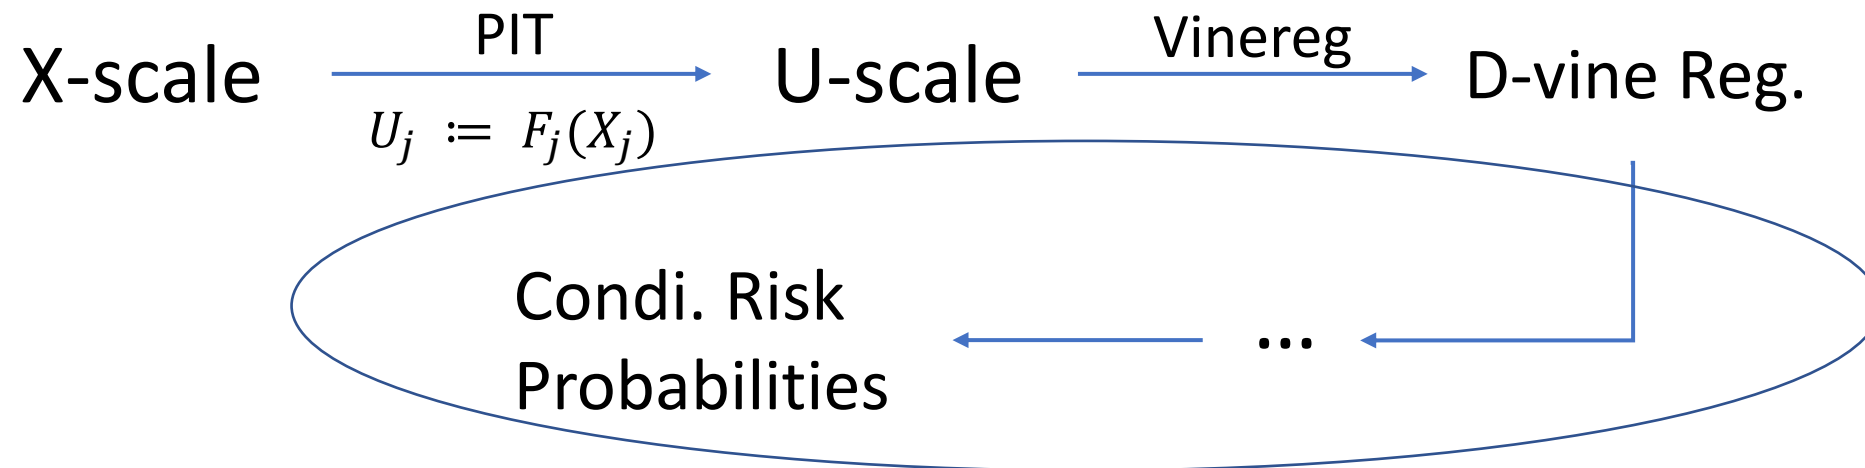 X-scale PIT U-scale Vinereg D-vine Reg.
U_j := F_j(X_j)
Condi. Risk
Probabilities
...